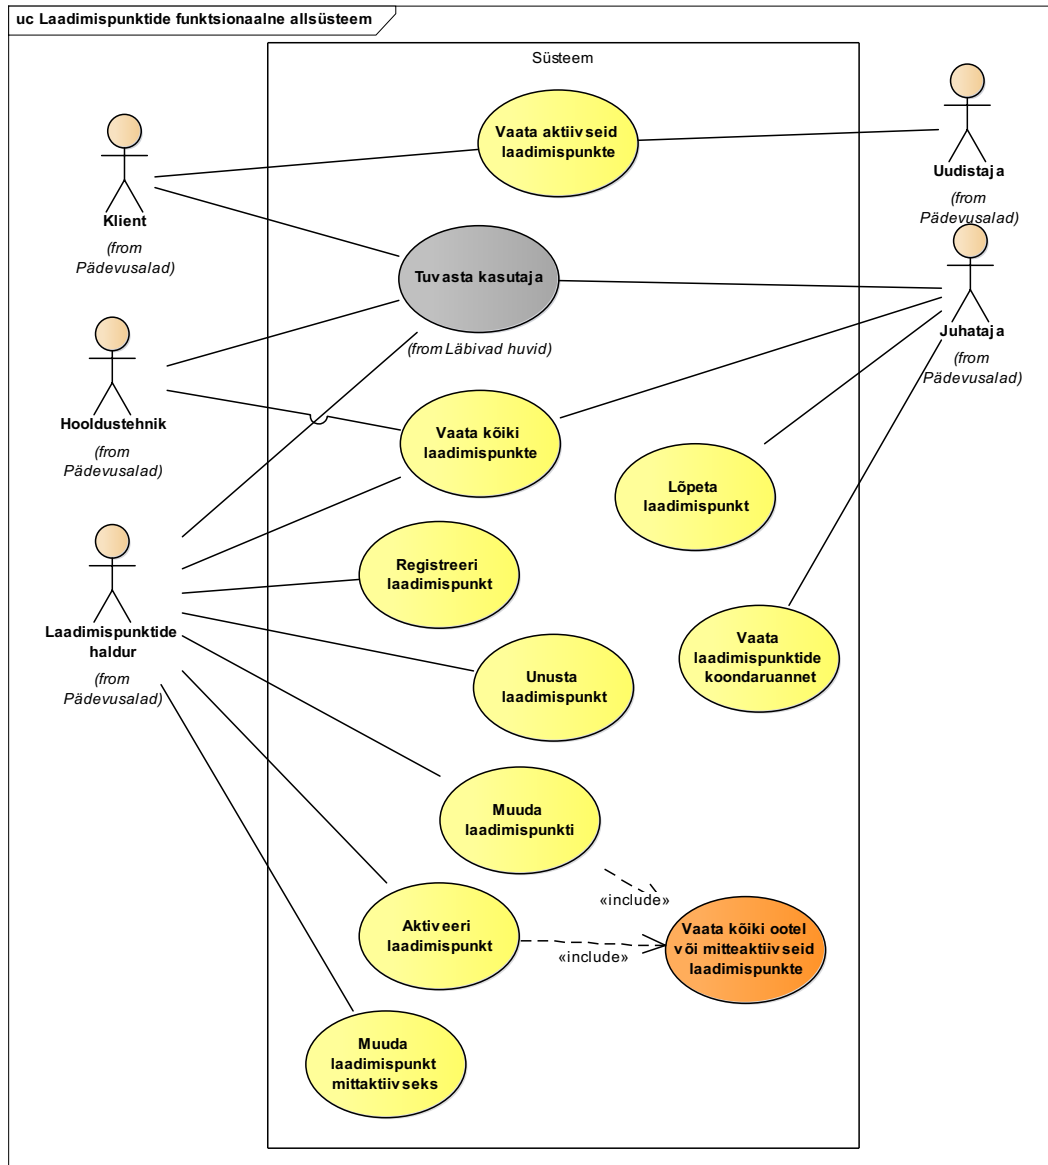 uc Laadimispunktide funktsionaalne allsüsteem
Süsteem
Vaata aktiivseid
laadimispunkte
Klient
(from
Pädevusalad)
Uudistaja
(from
Pädevusalad)
Tuvasta kasutaja
(from Läbivad huvid)
Juhataja
(from
Pädevusalad)
Hooldustehnik
(from
Pädevusalad)
Vaata kõiki
laadimispunkte
Lõpeta
laadimispunkt
Registreeri
laadimispunkt
Laadimispunktide
haldur
(from
Pädevusalad)
Unusta
laadimispunkt
Vaata
laadimispunktide
koondaruannet
Muuda
laadimispunkti
«include»
Aktiveeri
laadimispunkt
«include»
Vaata kõiki ootel
või mitteaktiivseid
laadimispunkte
Muuda
laadimispunkt
mittaktiivseks